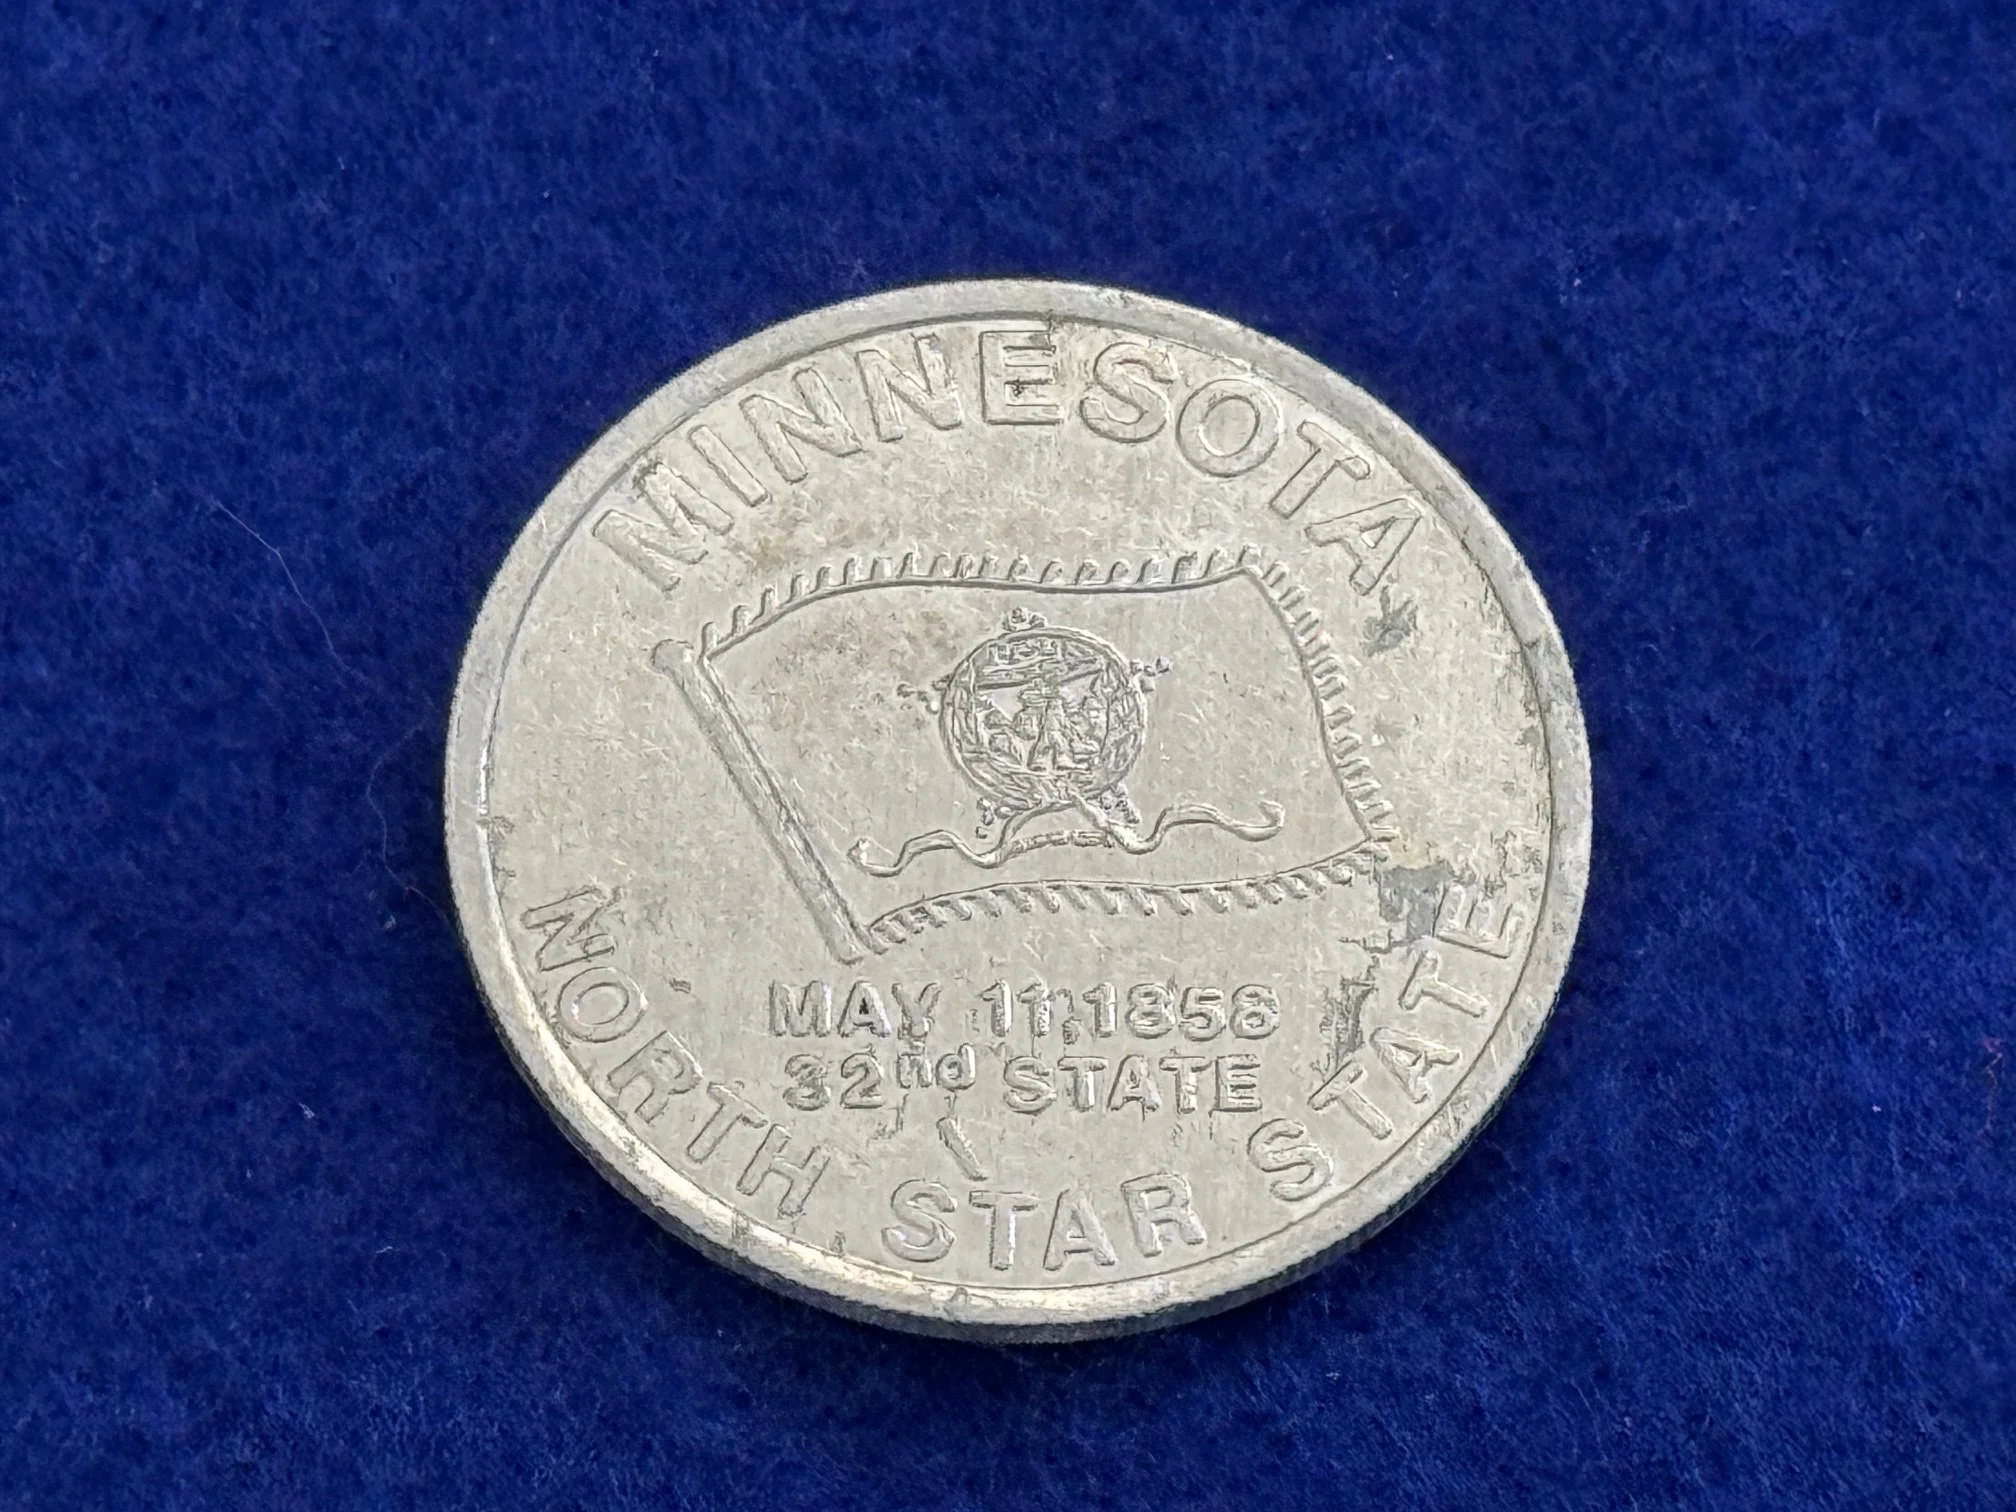 MINNESOTA
MAY 11, 1858
32nd STATE
NORTH STAR STATE